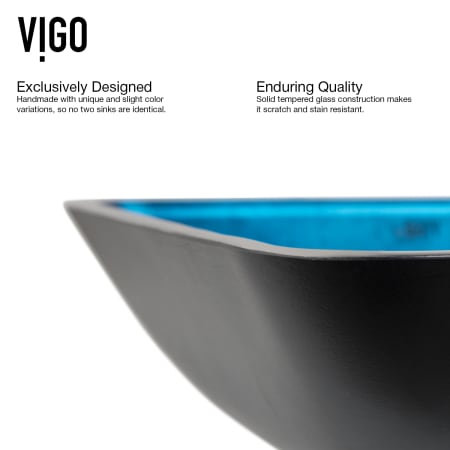 VIGO
Exclusively Designed
Handmade with unique and slight color
variations, so no two sinks are identical.
Enduring Quality
Solid tempered glass construction makes
it scratch and stain resistant.